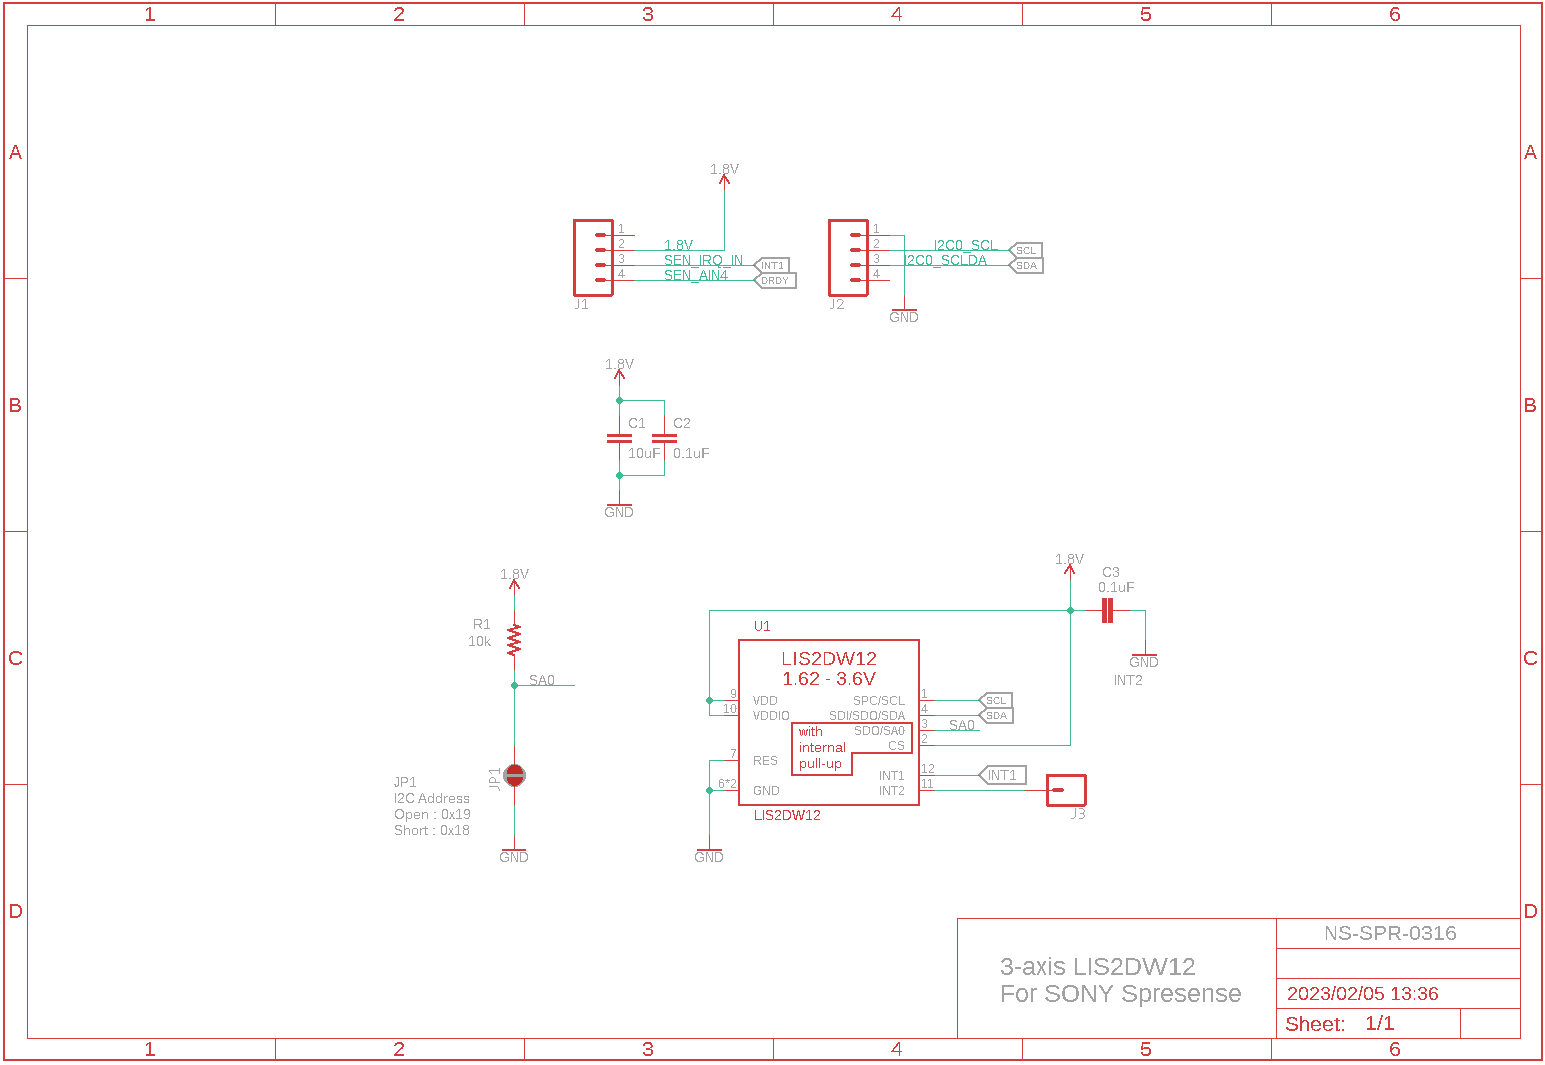 1 2 3 4 5 6
A A
1.8V
1
2 1.8V
3 SEN_IRQ_IN INT1
4 SEN_AIN4 DRDY
J1
1
2 I2C0_SCL SCL
3 I2C0_SCLDA SDA
4
J2
GND
1.8V
B B
C1 C2
10uF 0.1uF
GND
1.8V
R1
10k
SA0
JP1
JP1
I2C Address
Open : 0x19
Short : 0x18
GND
1.8V
C3
0.1uF
GND
INT2
C C
U1
LIS2DW12
1.62 - 3.6V
9 VDD SPC/SCL 1 SCL
10 VDDIO SDI/SDO/SDA 4 SDA
with SDO/SA0 3 SA0
internal CS 2
pull-up
7 RES
INT1 12 INT1
6*2 GND INT2 11
J3
LIS2DW12
GND
D D
3-axis LIS2DW12
For SONY Spresense
NS-SPR-0316
2023/02/05 13:36
Sheet: 1/1
1 2 3 4 5 6